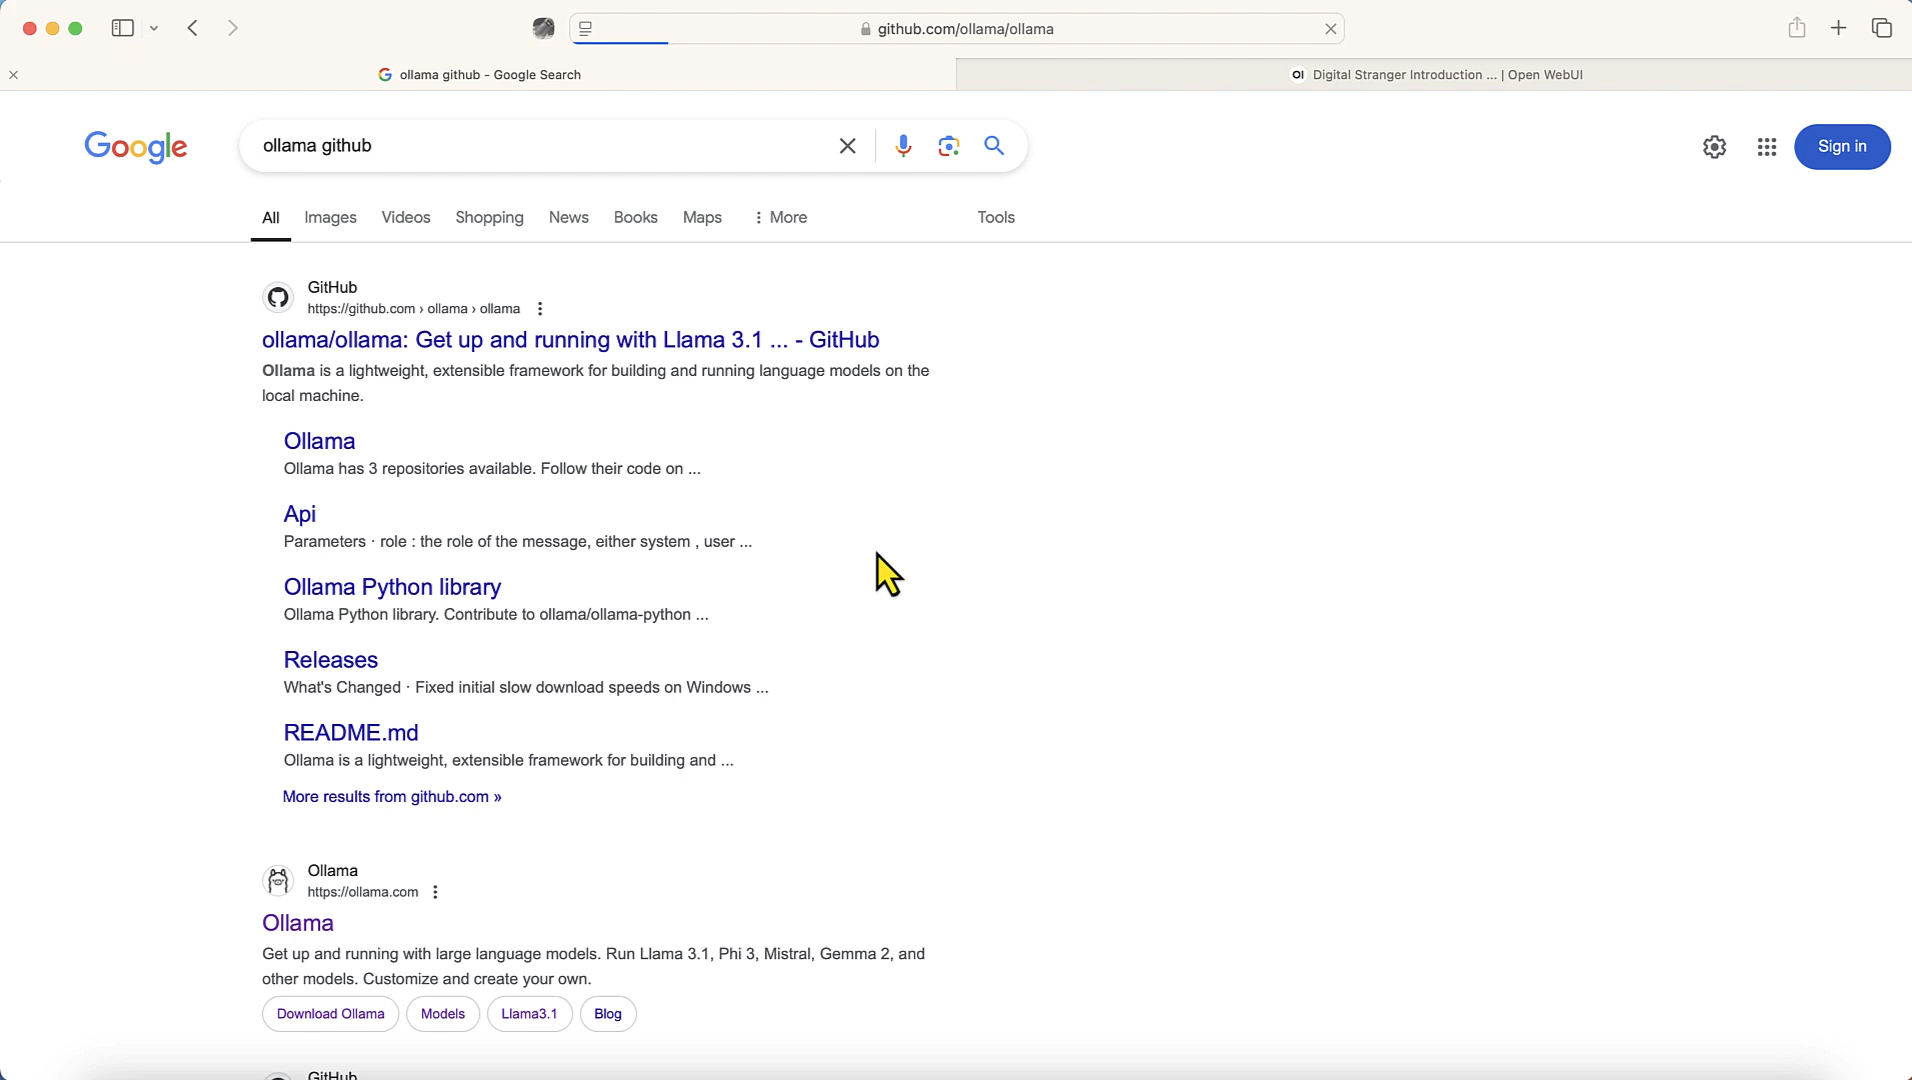 github.com/ollama/ollama
ollama github - Google Search
OI Digital Stranger Introduction ... | Open WebUI
Google
ollama github
Sign in
All Images Videos Shopping News Books Maps More Tools
GitHub
https://github.com › ollama › ollama
ollama/ollama: Get up and running with Llama 3.1 ... - GitHub
Ollama is a lightweight, extensible framework for building and running language models on the
local machine.
Ollama
Ollama has 3 repositories available. Follow their code on ...
Api
Parameters · role : the role of the message, either system , user ...
Ollama Python library
Ollama Python library. Contribute to ollama/ollama-python ...
Releases
What's Changed · Fixed initial slow download speeds on Windows ...
README.md
Ollama is a lightweight, extensible framework for building and ...
More results from github.com »
Ollama
https://ollama.com
Ollama
Get up and running with large language models. Run Llama 3.1, Phi 3, Mistral, Gemma 2, and
other models. Customize and create your own.
Download Ollama Models Llama3.1 Blog
GitHub